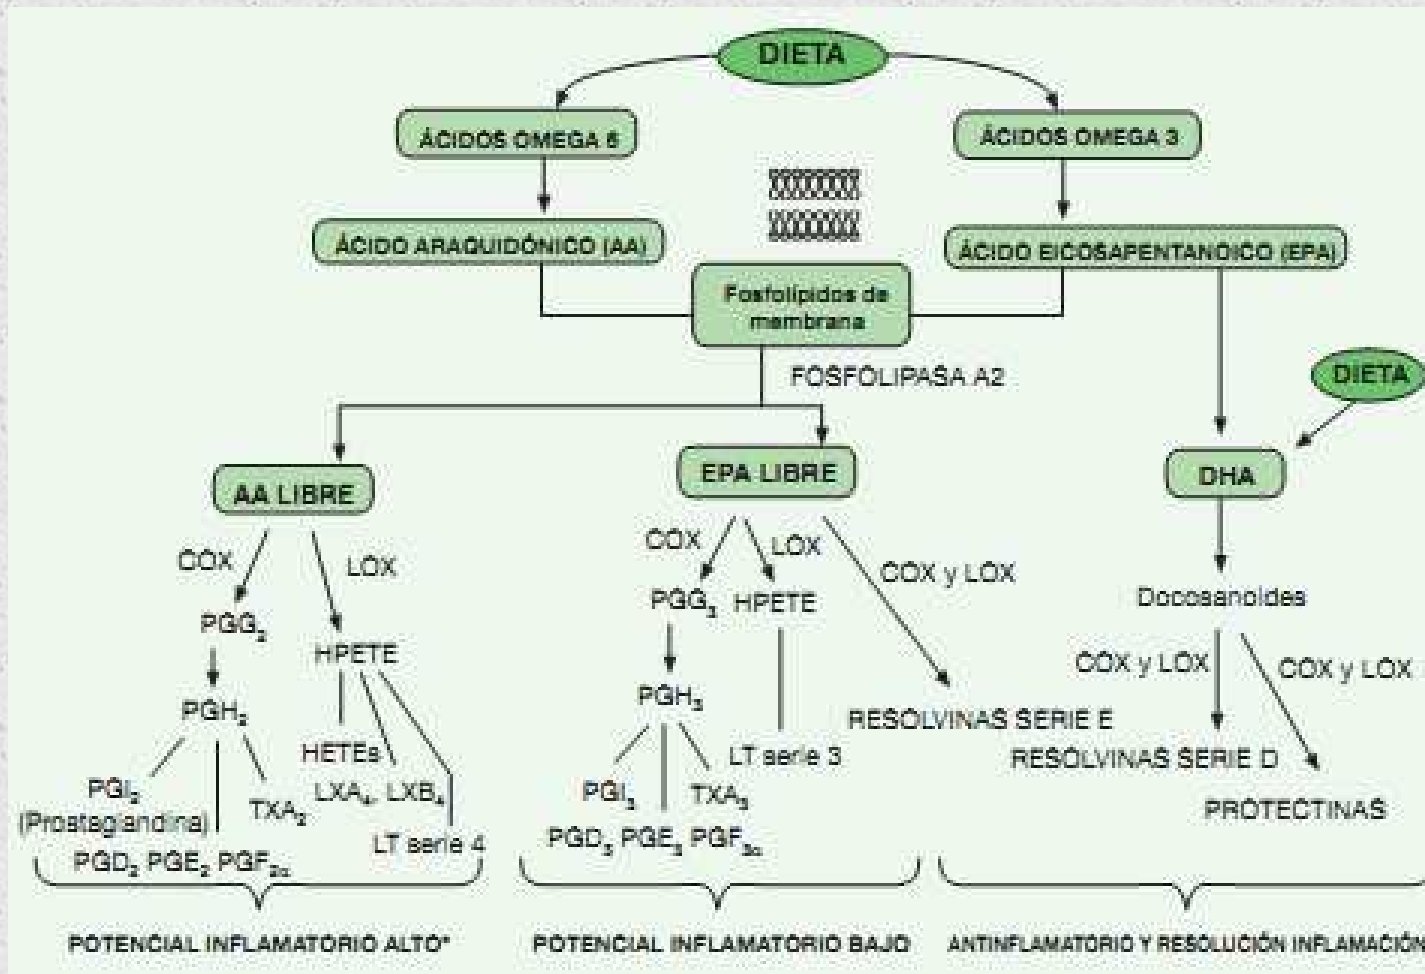 DIETA
ÁCIDOS OMEGA 6
ÁCIDOS OMEGA 3
ÁCIDO ARAQUIDÓNICO (AA)
ÁCIDO EICOSAPENTANOICO (EPA)
Fosfolípidos de
membrana
FOSFOLIPASA A2
DIETA
AA LIBRE
EPA LIBRE
DHA
COX
LOX
COX
LOX
COX y LOX
PGG₂
HPETE
PGG₃
HPETE
Docosanoides
COX y LOX
COX y LOX
PGH₂
PGH₃
RESOLVINAS SERIE E
HETEs
LT serie 3
RESOLVINAS SERIE D
PGI₂
(Prostaglandina)
TXA₂
LXA₄, LXB₄
PGI₃
TXA₃
PROTECTINAS
LT serie 4
PGD₂ PGE₂ PGF₂α
PGD₃ PGE₃ PGF₃α
POTENCIAL INFLAMATORIO ALTO*
POTENCIAL INFLAMATORIO BAJO
ANTINFLAMATORIO Y RESOLUCIÓN INFLAMACIÓN